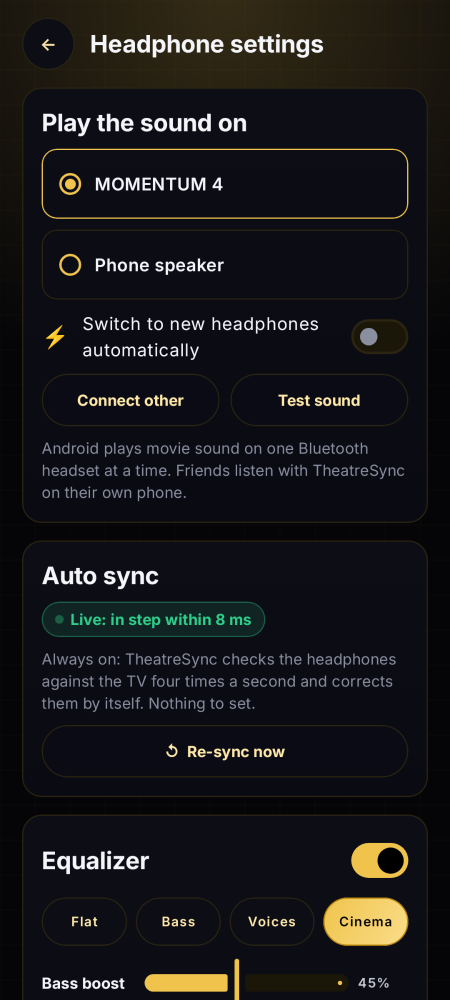 Headphone settings
Play the sound on
MOMENTUM 4
Phone speaker
Switch to new headphones
automatically
Connect other
Test sound
Android plays movie sound on one Bluetooth
headset at a time. Friends listen with TheatreSync
on their own phone.
Auto sync
Live: in step within 8 ms
Always on: TheatreSync checks the headphones
against the TV four times a second and corrects
them by itself. Nothing to set.
Re-sync now
Equalizer
Flat
Bass
Voices
Cinema
Bass boost
45%